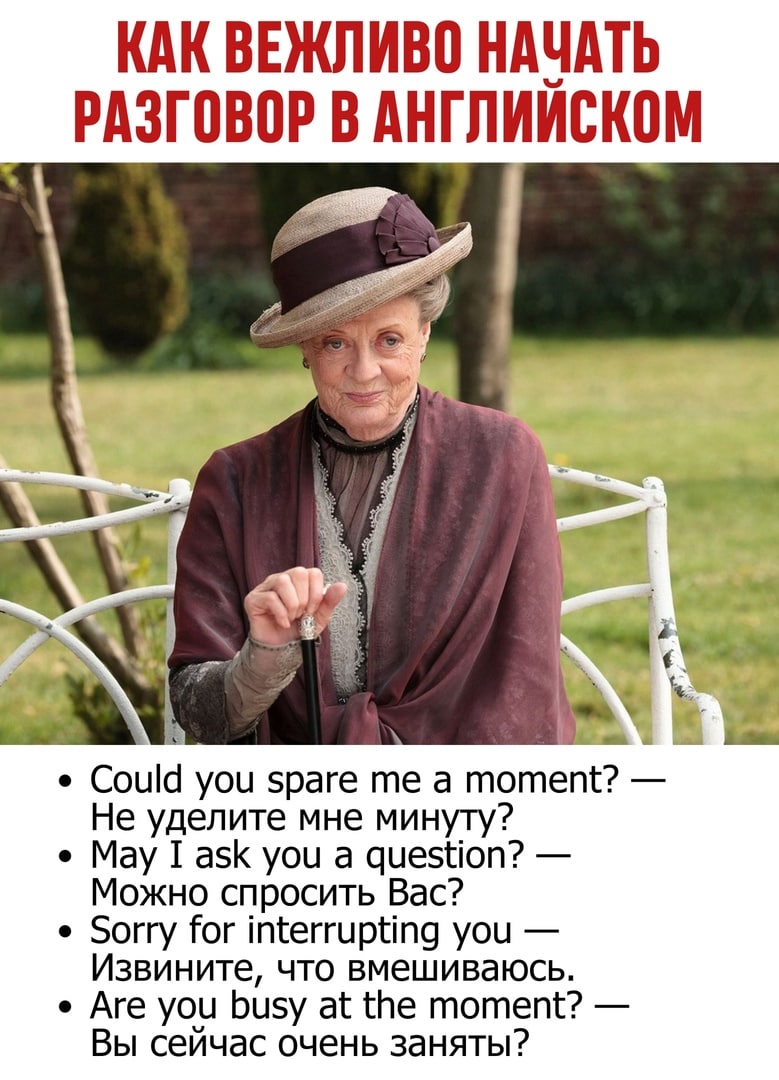 КАК ВЕЖЛИВО НАЧАТЬ
РАЗГОВОР В АНГЛИЙСКОМ
• Could you spare me a moment? —
Не уделите мне минуту?
• May I ask you a question? —
Можно спросить Вас?
• Sorry for interrupting you —
Извините, что вмешиваюсь.
• Are you busy at the moment? —
Вы сейчас очень заняты?